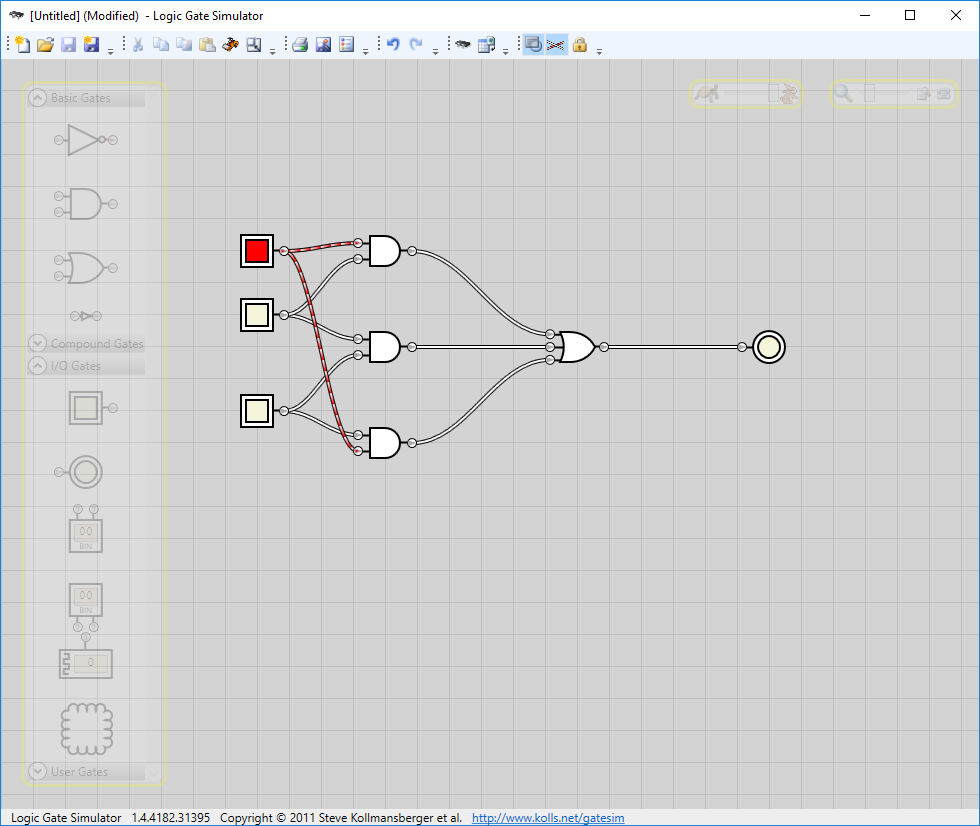 [Untitled] (Modified)  - Logic Gate Simulator
Basic Gates
Compound Gates
I/O Gates
00
BIN
00
BIN
0
User Gates
Logic Gate Simulator 1.4.4182.31395 Copyright © 2011 Steve Kollmansberger et al. http://www.kolls.net/gatesim